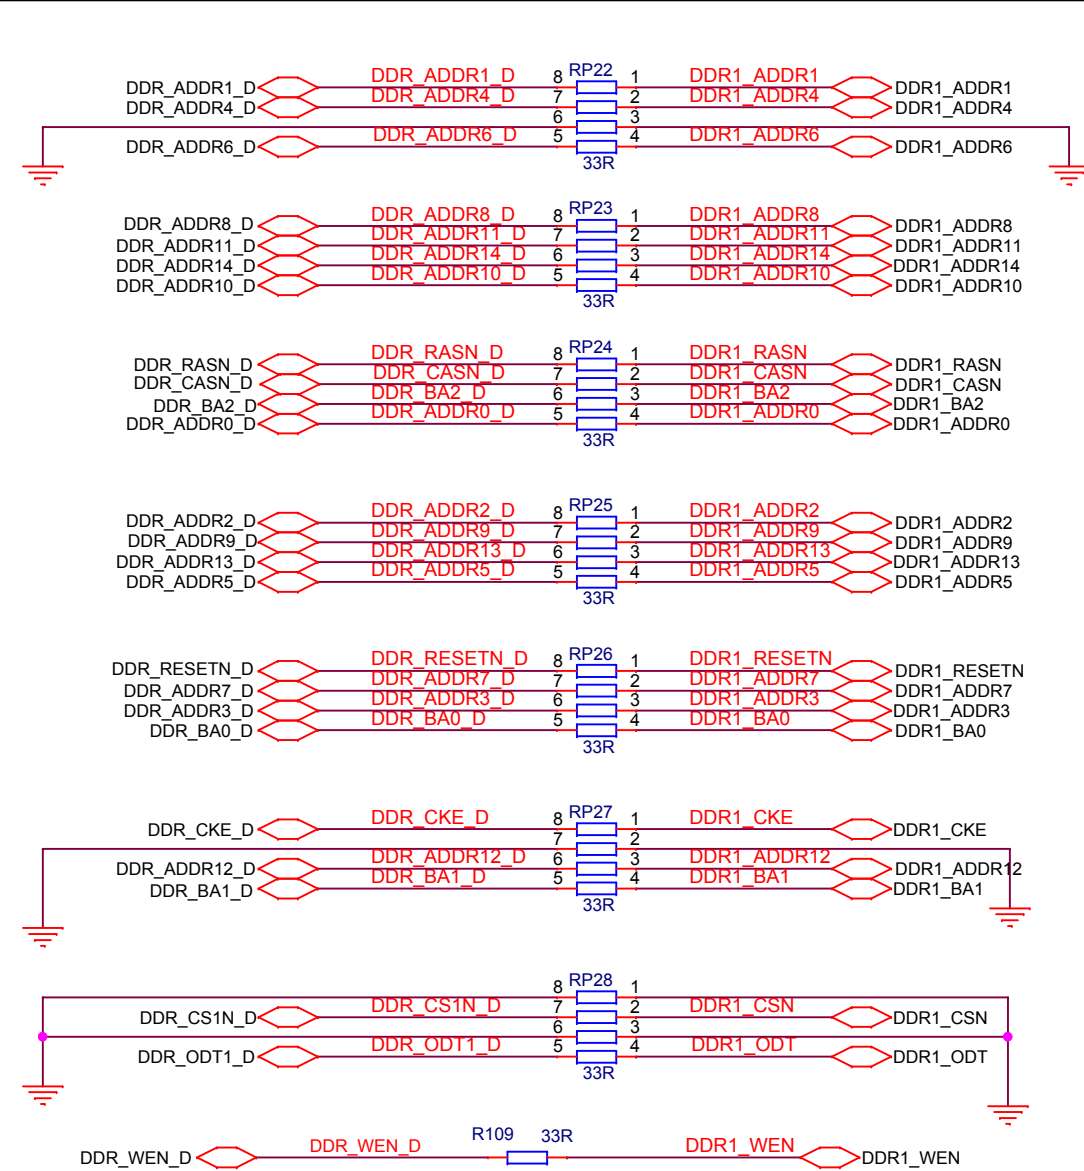 DDR_ADDR1_D DDR_ADDR1_D 8 RP22 1 DDR1_ADDR1 DDR1_ADDR1
DDR_ADDR4_D DDR_ADDR4_D 7 2 DDR1_ADDR4 DDR1_ADDR4
6 3
DDR_ADDR6_D DDR_ADDR6_D 5 4 DDR1_ADDR6 DDR1_ADDR6
33R
DDR_ADDR8_D DDR_ADDR8_D 8 RP23 1 DDR1_ADDR8 DDR1_ADDR8
DDR_ADDR11_D DDR_ADDR11_D 7 2 DDR1_ADDR11 DDR1_ADDR11
DDR_ADDR14_D DDR_ADDR14_D 6 3 DDR1_ADDR14 DDR1_ADDR14
DDR_ADDR10_D DDR_ADDR10_D 5 4 DDR1_ADDR10 DDR1_ADDR10
33R
DDR_RASN_D DDR_RASN_D 8 RP24 1 DDR1_RASN DDR1_RASN
DDR_CASN_D DDR_CASN_D 7 2 DDR1_CASN DDR1_CASN
DDR_BA2_D DDR_BA2_D 6 3 DDR1_BA2 DDR1_BA2
DDR_ADDR0_D DDR_ADDR0_D 5 4 DDR1_ADDR0 DDR1_ADDR0
33R
DDR_ADDR2_D DDR_ADDR2_D 8 RP25 1 DDR1_ADDR2 DDR1_ADDR2
DDR_ADDR9_D DDR_ADDR9_D 7 2 DDR1_ADDR9 DDR1_ADDR9
DDR_ADDR13_D DDR_ADDR13_D 6 3 DDR1_ADDR13 DDR1_ADDR13
DDR_ADDR5_D DDR_ADDR5_D 5 4 DDR1_ADDR5 DDR1_ADDR5
33R
DDR_RESETN_D DDR_RESETN_D 8 RP26 1 DDR1_RESETN DDR1_RESETN
DDR_ADDR7_D DDR_ADDR7_D 7 2 DDR1_ADDR7 DDR1_ADDR7
DDR_ADDR3_D DDR_ADDR3_D 6 3 DDR1_ADDR3 DDR1_ADDR3
DDR_BA0_D DDR_BA0_D 5 4 DDR1_BA0 DDR1_BA0
33R
DDR_CKE_D DDR_CKE_D 8 RP27 1 DDR1_CKE DDR1_CKE
7 2
DDR_ADDR12_D DDR_ADDR12_D 6 3 DDR1_ADDR12 DDR1_ADDR12
DDR_BA1_D DDR_BA1_D 5 4 DDR1_BA1 DDR1_BA1
33R
8 RP28 1
DDR_CS1N_D DDR_CS1N_D 7 2 DDR1_CSN DDR1_CSN
6 3
DDR_ODT1_D DDR_ODT1_D 5 4 DDR1_ODT DDR1_ODT
33R
DDR_WEN_D DDR_WEN_D R109 33R DDR1_WEN DDR1_WEN